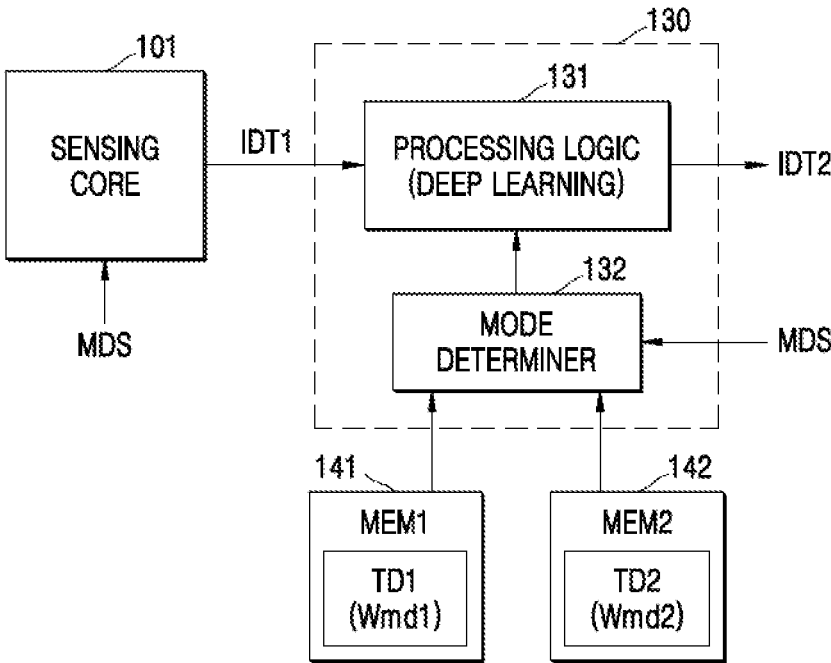 101
130
131
SENSING
CORE
IDT1
PROCESSING LOGIC
(DEEP LEARNING)
IDT2
132
MDS
MODE
DETERMINER
MDS
141
142
MEM1
MEM2
TD1
(Wmd1)
TD2
(Wmd2)